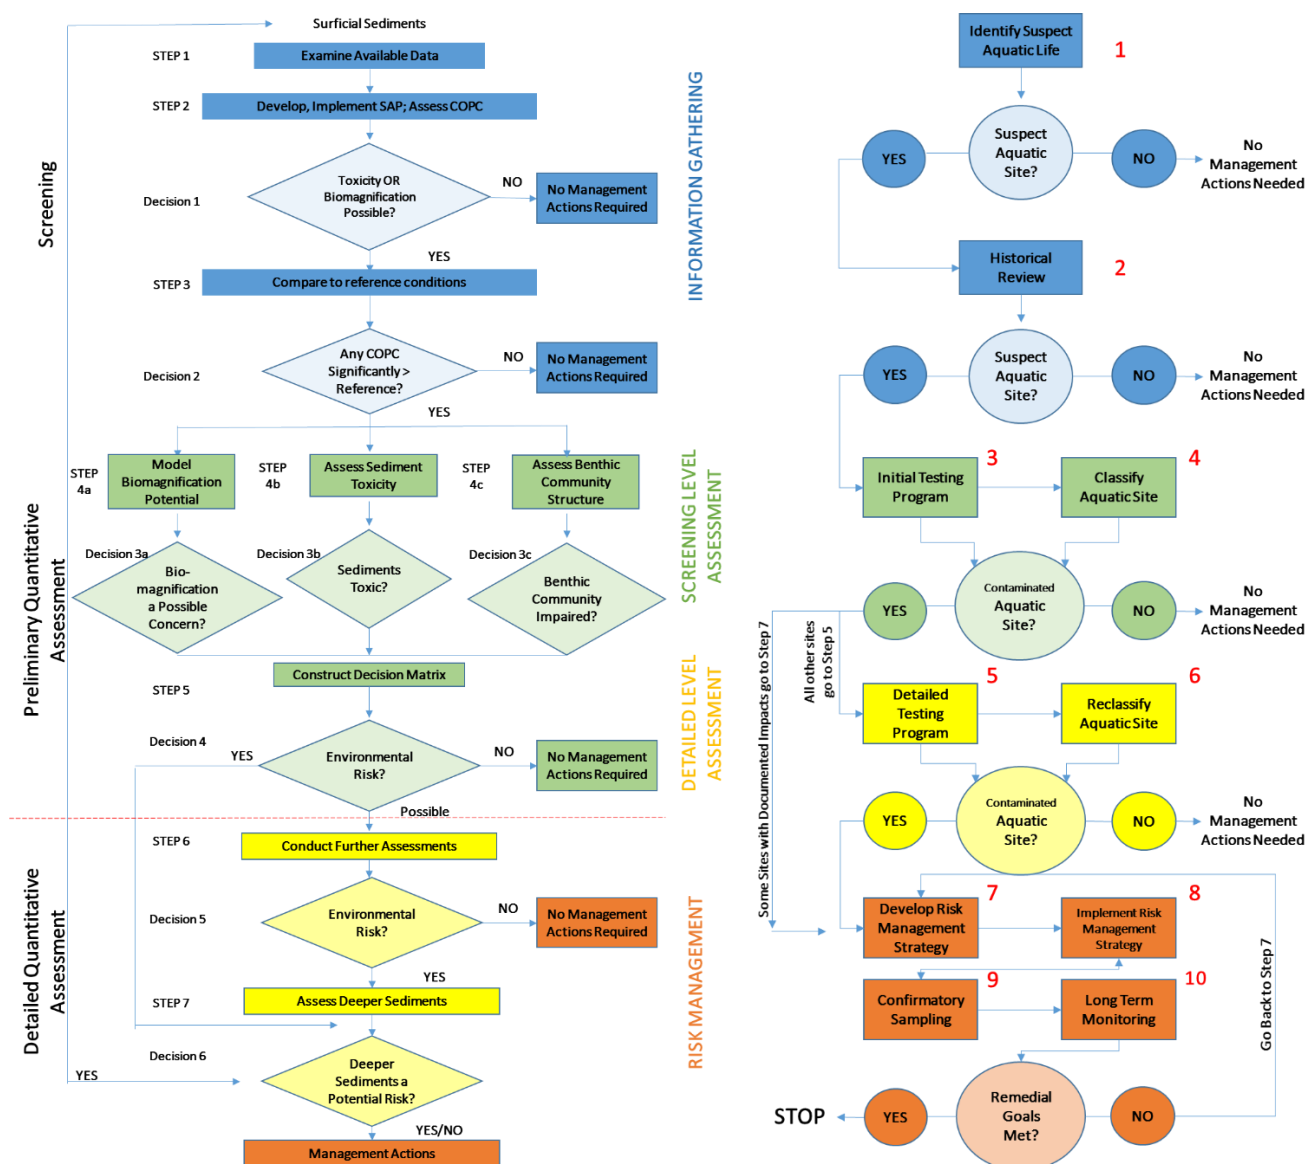 Surficial Sediments
STEP 1
Examine Available Data
STEP 2
Develop, Implement SAP; Assess COPC
Screening
Decision 1
Toxicity OR
Biomagnification
Possible?
NO
No Management
Actions Required
YES
STEP 3
Compare to reference conditions
Decision 2
Any COPC
Significantly >
Reference?
NO
No Management
Actions Required
YES
INFORMATION GATHERING
STEP
4a
Model
Biomagnification
Potential
STEP
4b
Assess Sediment
Toxicity
STEP
4c
Assess Benthic
Community
Structure
Decision 3a
Bio-
magnification
a Possible
Concern?
Decision 3b
Sediments
Toxic?
Decision 3c
Benthic
Community
Impaired?
SCREENING LEVEL
ASSESSMENT
Preliminary Quantitative
Assessment
STEP 5
Construct Decision Matrix
Decision 4
YES
Environmental
Risk?
NO
No Management
Actions Required
Possible
DETAILED LEVEL
ASSESSMENT
STEP 6
Conduct Further Assessments
Decision 5
Environmental
Risk?
NO
No Management
Actions Required
YES
Detailed Quantitative
Assessment
STEP 7
Assess Deeper Sediments
Decision 6
YES
Deeper
Sediments a
Potential Risk?
YES/NO
Management Actions
RISK MANAGEMENT
Identify Suspect
Aquatic Life
1
YES
Suspect
Aquatic
Site?
NO
No
Management
Actions Needed
Historical
Review
2
YES
Suspect
Aquatic
Site?
NO
No
Management
Actions Needed
Initial Testing
Program
3
Classify
Aquatic Site
4
YES
Contaminated
Aquatic
Site?
NO
No
Management
Actions Needed
Some Sites with Documented Impacts go to Step 7
All other sites
go to Step 5
Detailed
Testing
Program
5
Reclassify
Aquatic Site
6
YES
Contaminated
Aquatic
Site?
NO
No
Management
Actions Needed
Develop Risk
Management
Strategy
7
Implement Risk
Management
Strategy
8
Confirmatory
Sampling
9
Long Term
Monitoring
10
Go Back to Step 7
STOP
YES
Remedial
Goals
Met?
NO